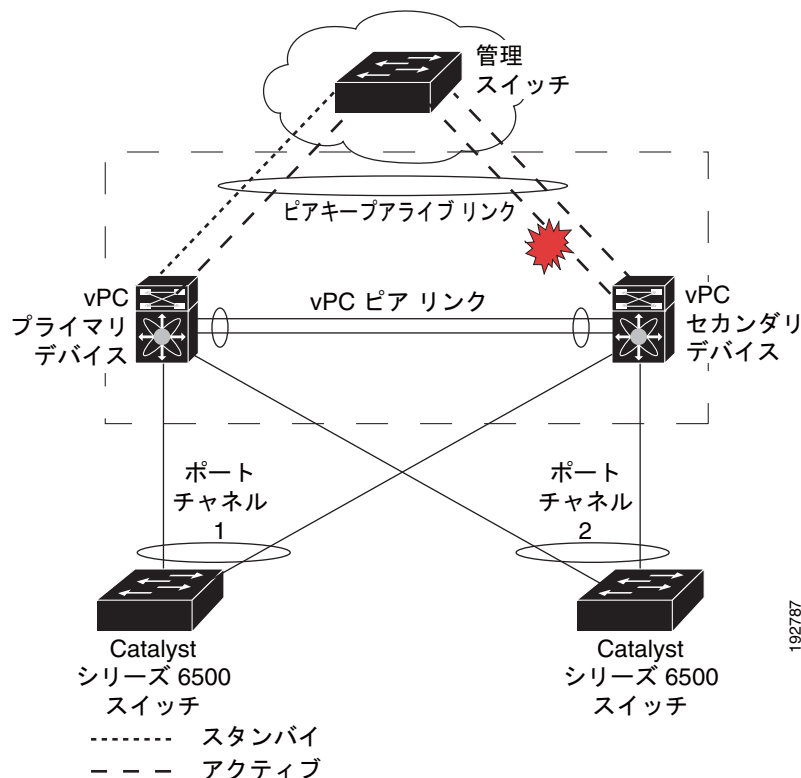 管理
スイッチ
ピアキープアライブ リンク
vPC
プライマリ
デバイス
vPC ピア リンク
vPC
セカンダリ
デバイス
ポート
チャネル
1
ポート
チャネル
2
Catalyst
シリーズ 6500
スイッチ
Catalyst
シリーズ 6500
スイッチ
192787
スタンバイ
アクティブ